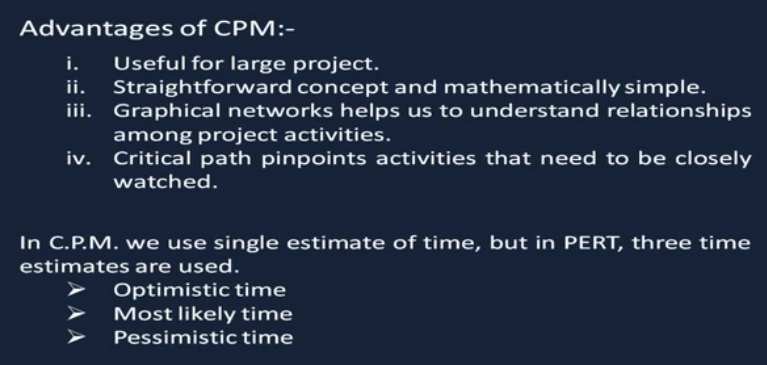 Advantages of CPM:-
i. Useful for large project.
ii. Straightforward concept and mathematically simple.
iii. Graphical networks helps us to understand relationships
among project activities.
iv. Critical path pinpoints activities that need to be closely
watched.
In C.P.M. we use single estimate of time, but in PERT, three time
estimates are used.
➢ Optimistic time
➢ Most likely time
➢ Pessimistic time